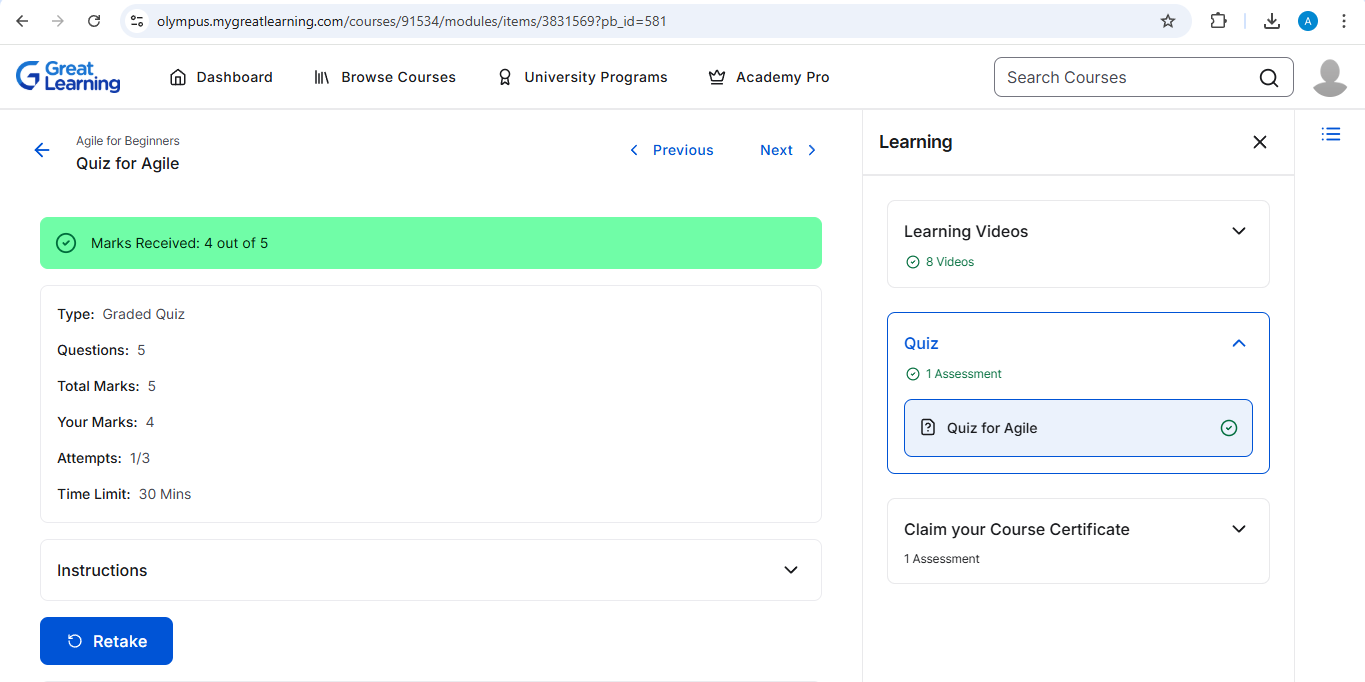 olympus.mygreatlearning.com/courses/91534/modules/items/3831569?pb_id=581
A
Great Learning
Dashboard
Browse Courses
University Programs
Academy Pro
Search Courses
Agile for Beginners
Quiz for Agile
Previous
Next
Marks Received: 4 out of 5
Type: Graded Quiz
Questions: 5
Total Marks: 5
Your Marks: 4
Attempts: 1/3
Time Limit: 30 Mins
Instructions
Retake
Learning
Learning Videos
8 Videos
Quiz
1 Assessment
Quiz for Agile
Claim your Course Certificate
1 Assessment